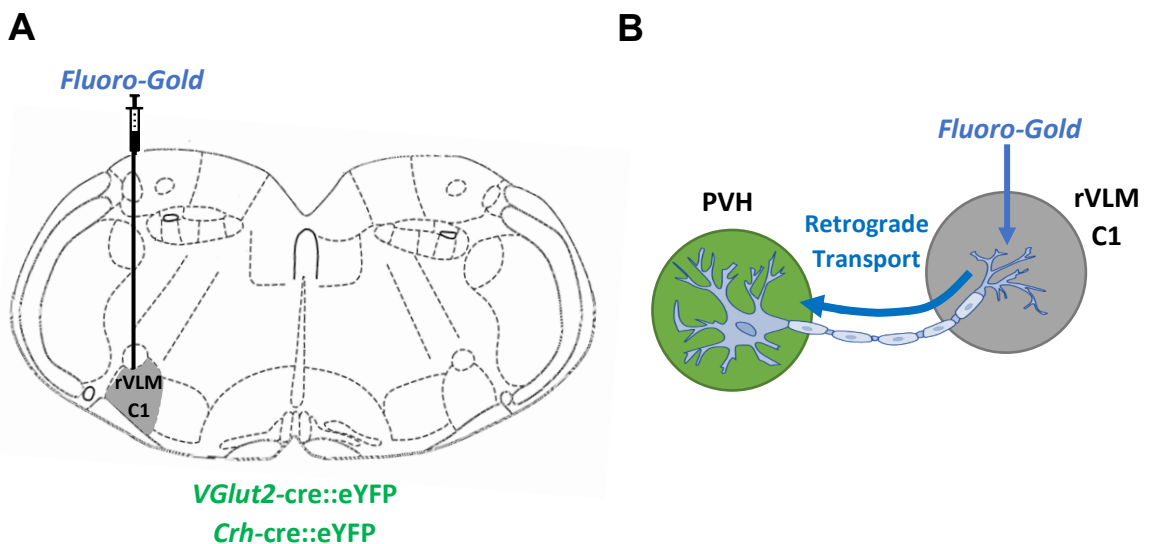 A
Fluoro-Gold
rVLM
C1
VGlut2-cre::eYFP
Crh-cre::eYFP
B
Fluoro-Gold
PVH
rVLM
C1
Retrograde
Transport